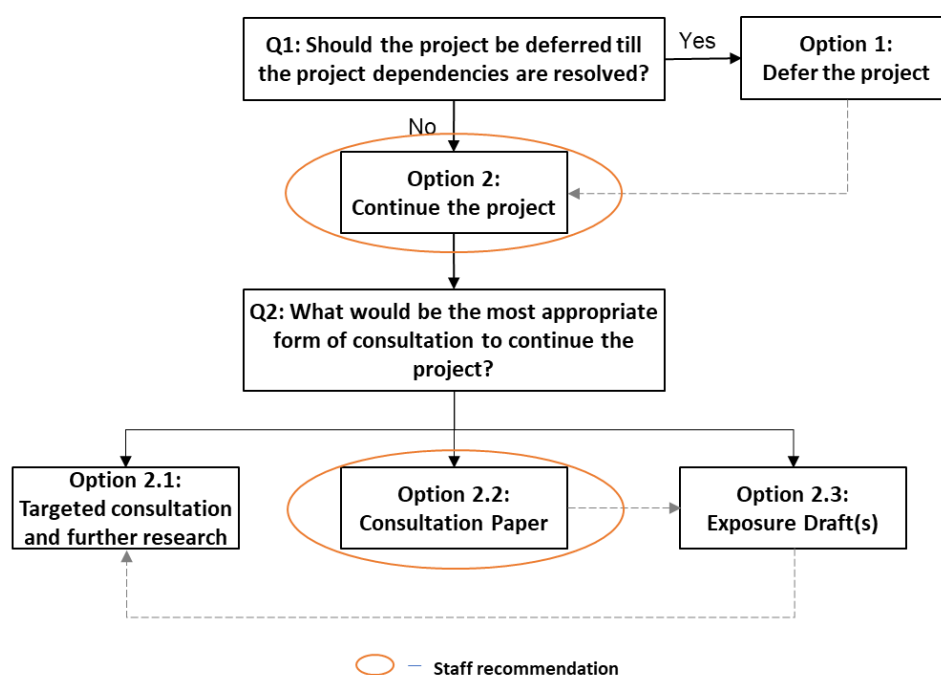 Q1: Should the project be deferred till
the project dependencies are resolved?
Yes
Option 1:
Defer the project
No
Option 2:
Continue the project
Q2: What would be the most appropriate
form of consultation to continue the
project?
Option 2.1:
Targeted consultation
and further research
Option 2.2:
Consultation Paper
Option 2.3:
Exposure Draft(s)
— Staff recommendation